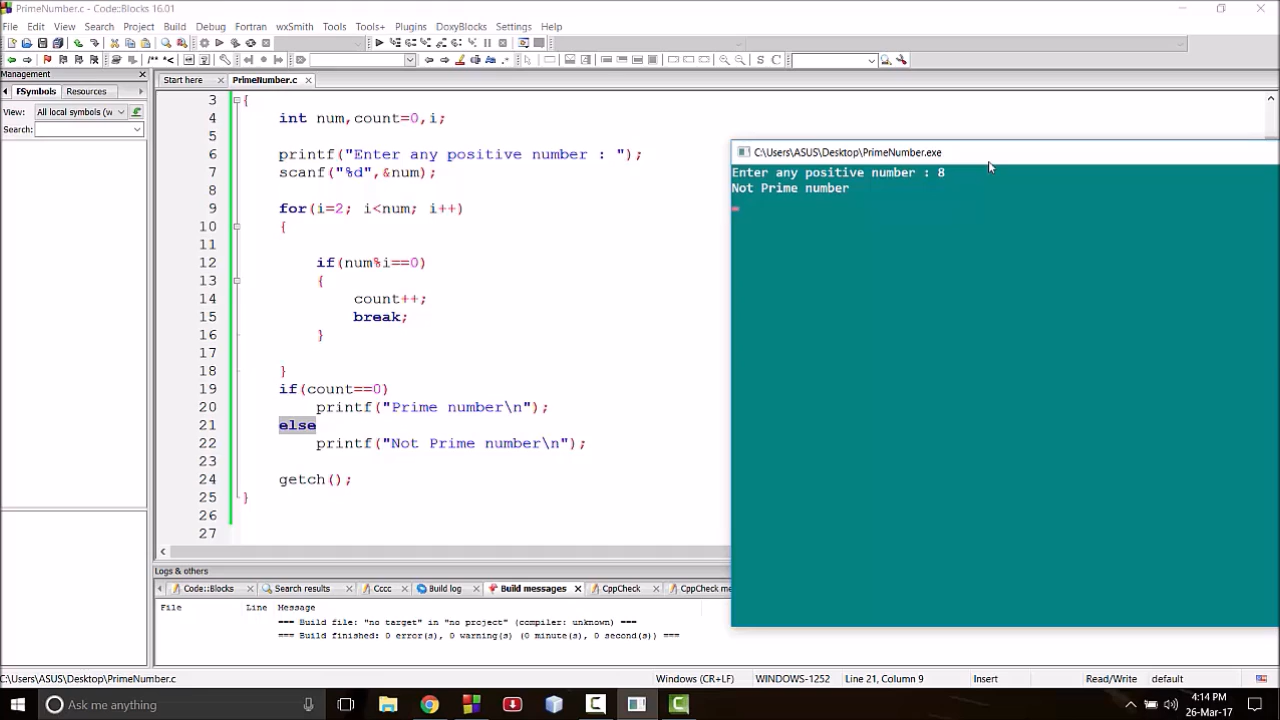 PrimeNumber.c - Code::Blocks 16.01
File Edit View Search Project Build Debug Fortran wxSmith Tools Tools+ Plugins DoxyBlocks Settings Help
Management
Start here PrimeNumber.c
FSymbols Resources
View: All local symbols (w
Search:
3 {
4 int num,count=0,i;
5
6 printf("Enter any positive number : ");
7 scanf("%d",&num);
8
9 for(i=2; i<num; i++)
10 {
11
12 if(num%i==0)
13 {
14 count++;
15 break;
16 }
17
18 }
19 if(count==0)
20 printf("Prime number\n");
21 else
22 printf("Not Prime number\n");
23
24 getch();
25 }
26
27
C:\Users\ASUS\Desktop\PrimeNumber.exe
Enter any positive number : 8
Not Prime number
Logs & others
Code::Blocks Search results Cccc Build log Build messages CppCheck CppCheck me
File Line Message
=== Build file: "no target" in "no project" (compiler: unknown) ===
=== Build finished: 0 error(s), 0 warning(s) (0 minute(s), 0 second(s)) ===
C:\Users\ASUS\Desktop\PrimeNumber.c Windows (CR+LF) WINDOWS-1252 Line 21, Column 9 Insert Read/Write default
Ask me anything
4:14 PM
26-Mar-17